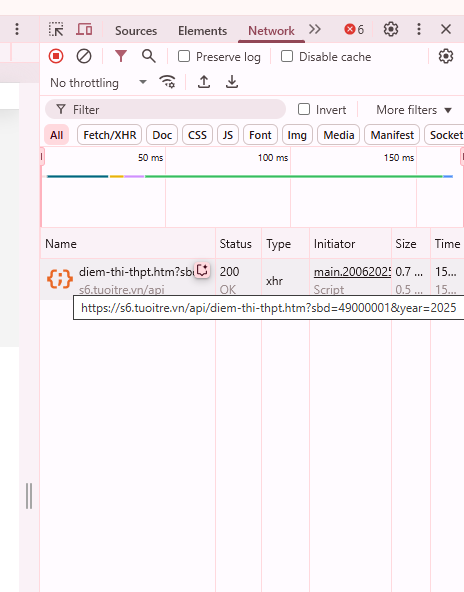 Sources Elements Network 6
Preserve log Disable cache
No throttling
Filter Invert More filters
All Fetch/XHR Doc CSS JS Font Img Media Manifest Socket
50 ms 100 ms 150 ms
Name Status Type Initiator Size Time
diem-thi-thpt.htm?sb 200 xhr main.20062025 0.7 ... 15...
s6.tuoitre.vn/api OK Script 0.5 ... 15...
https://s6.tuoitre.vn/api/diem-thi-thpt.htm?sbd=49000001&year=2025